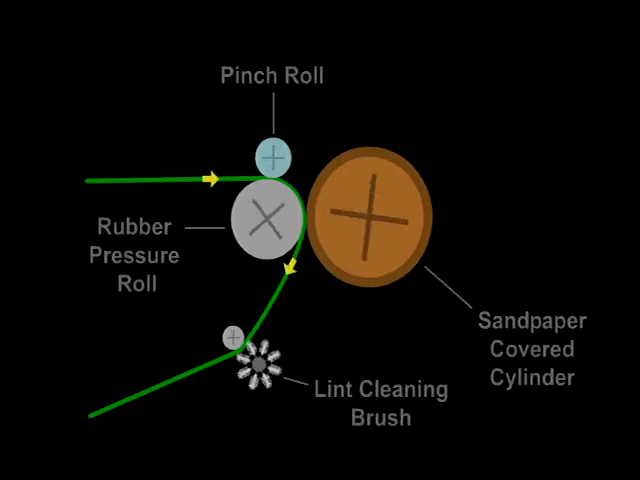 Pinch Roll
Rubber
Pressure
Roll
Sandpaper
Covered
Cylinder
Lint Cleaning
Brush